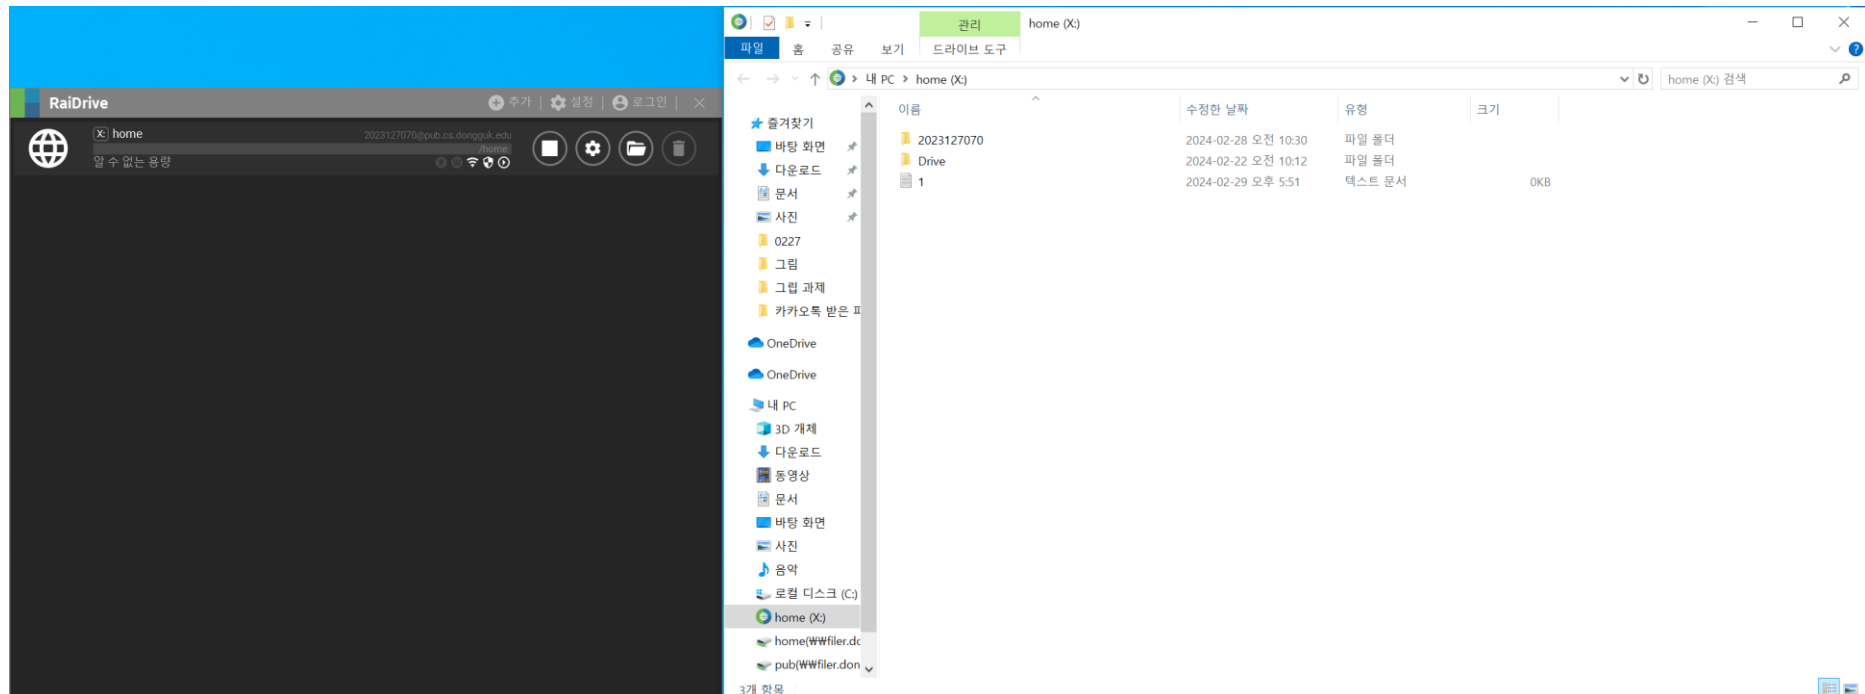 RaiDrive
추가 | 설정 | 로그인 |
X: home
2023127070@pub.cs.dongguk.edu
/home
알 수 없는 용량
관리
home (X:)
파일
홈
공유
보기
드라이브 도구
내 PC > home (X:)
home (X:) 검색
이름
수정한 날짜
유형
크기
2023127070
2024-02-28 오전 10:30
파일 폴더
Drive
2024-02-22 오전 10:12
파일 폴더
1
2024-02-29 오후 5:51
텍스트 문서
0KB
즐겨찾기
바탕 화면
다운로드
문서
사진
0227
그림
그립 과제
카카오톡 받은 파
OneDrive
OneDrive
내 PC
3D 개체
다운로드
동영상
문서
바탕 화면
사진
음악
로컬 디스크 (C:)
home (X:)
home(₩₩filer.dc
pub(₩₩filer.don
3개 항목